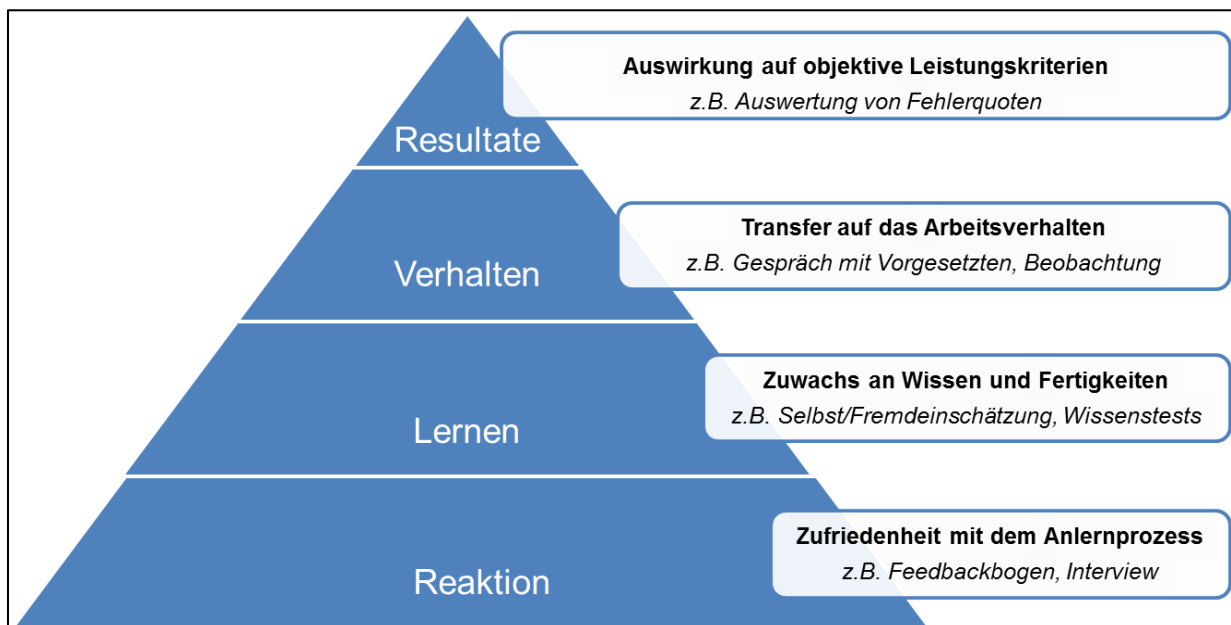 Auswirkung auf objektive Leistungskriterien
z.B. Auswertung von Fehlerquoten
Resultate
Transfer auf das Arbeitsverhalten
z.B. Gespräch mit Vorgesetzten, Beobachtung
Verhalten
Zuwachs an Wissen und Fertigkeiten
z.B. Selbst/Fremdeinschätzung, Wissenstests
Lernen
Zufriedenheit mit dem Anlernprozess
z.B. Feedbackbogen, Interview
Reaktion